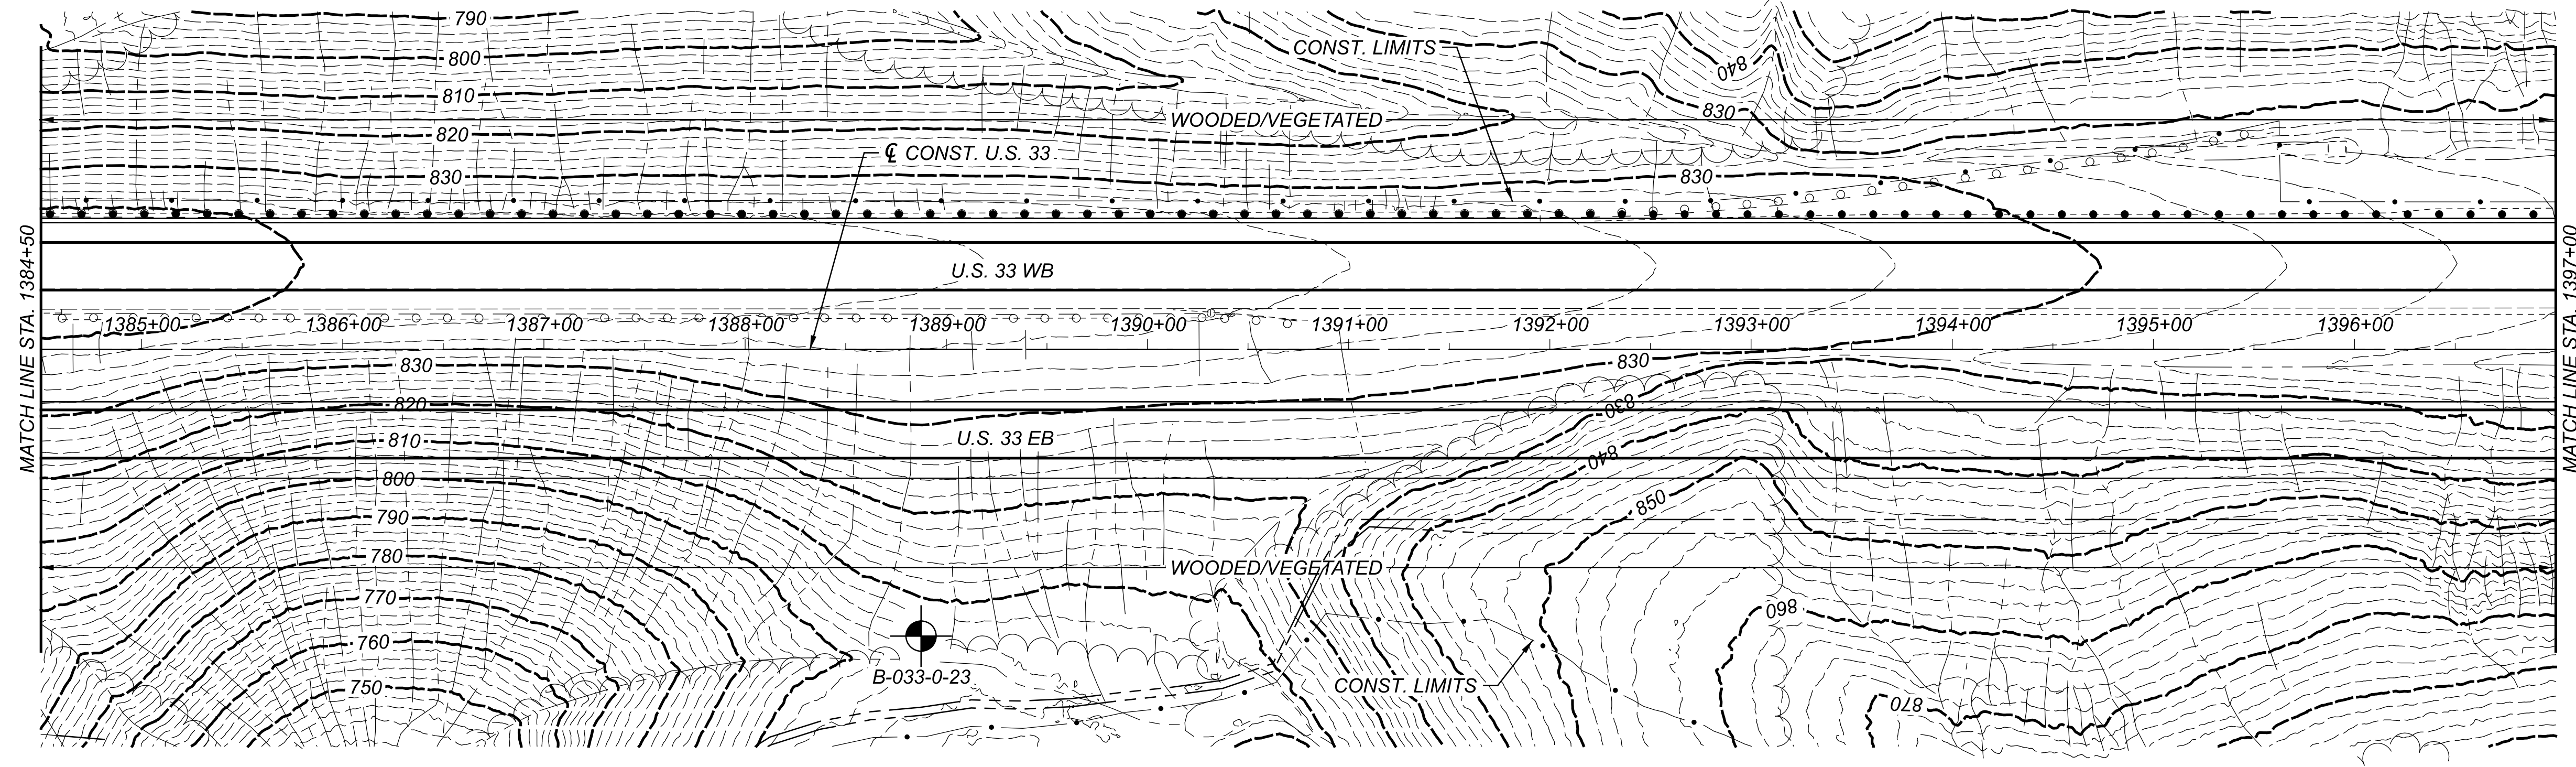 790
800
CONST. LIMITS
840
810
830
820
WOODED/VEGETATED
℄ CONST. U.S. 33
830
830
MATCH LINE STA. 1384+50
MATCH LINE STA. 1397+00
U.S. 33 WB
1385+00 1386+00 1387+00 1388+00 1389+00 1390+00 1391+00 1392+00 1393+00 1394+00 1395+00 1396+00
830
830
820
830
U.S. 33 EB
810
840
800
850
790
780
WOODED/VEGETATED
770
860
760
B-033-0-23
750
CONST. LIMITS
870